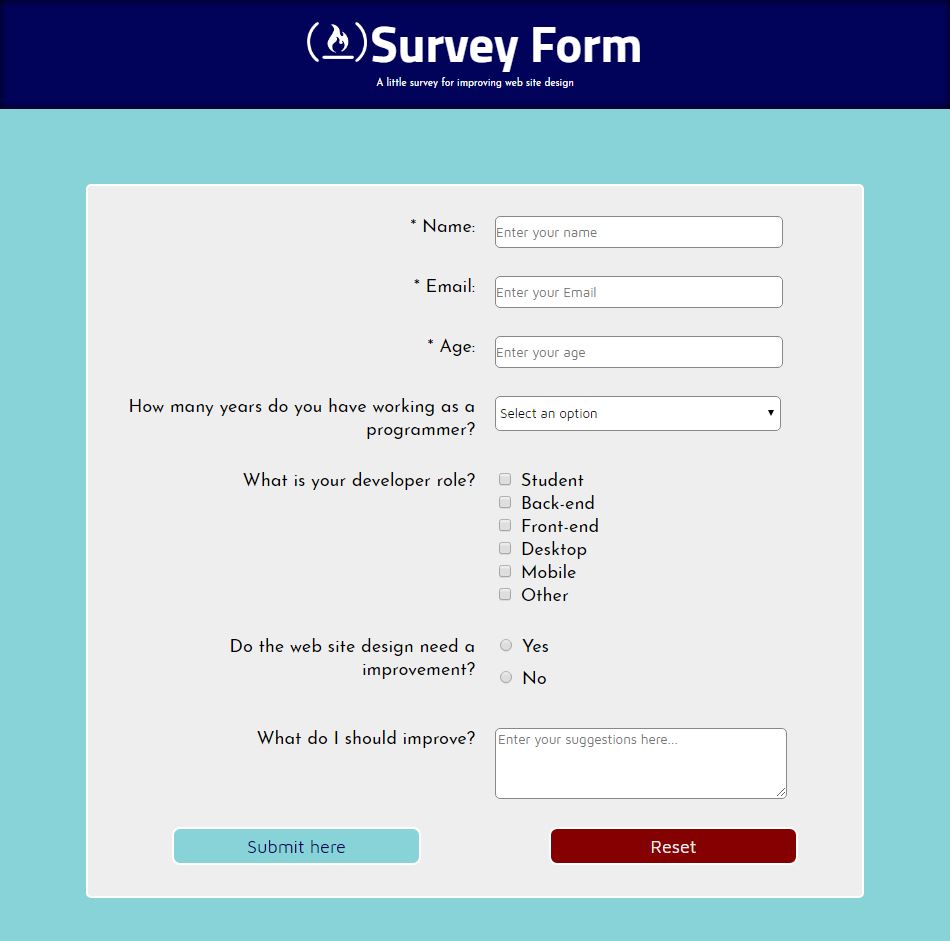 Survey Form
A little survey for improving web site design
* Name:
Enter your name
* Email:
Enter your Email
* Age:
Enter your age
How many years do you have working as a
programmer?
Select an option
What is your developer role?
Student
Back-end
Front-end
Desktop
Mobile
Other
Do the web site design need a
improvement?
Yes
No
What do I should improve?
Enter your suggestions here...
Submit here
Reset